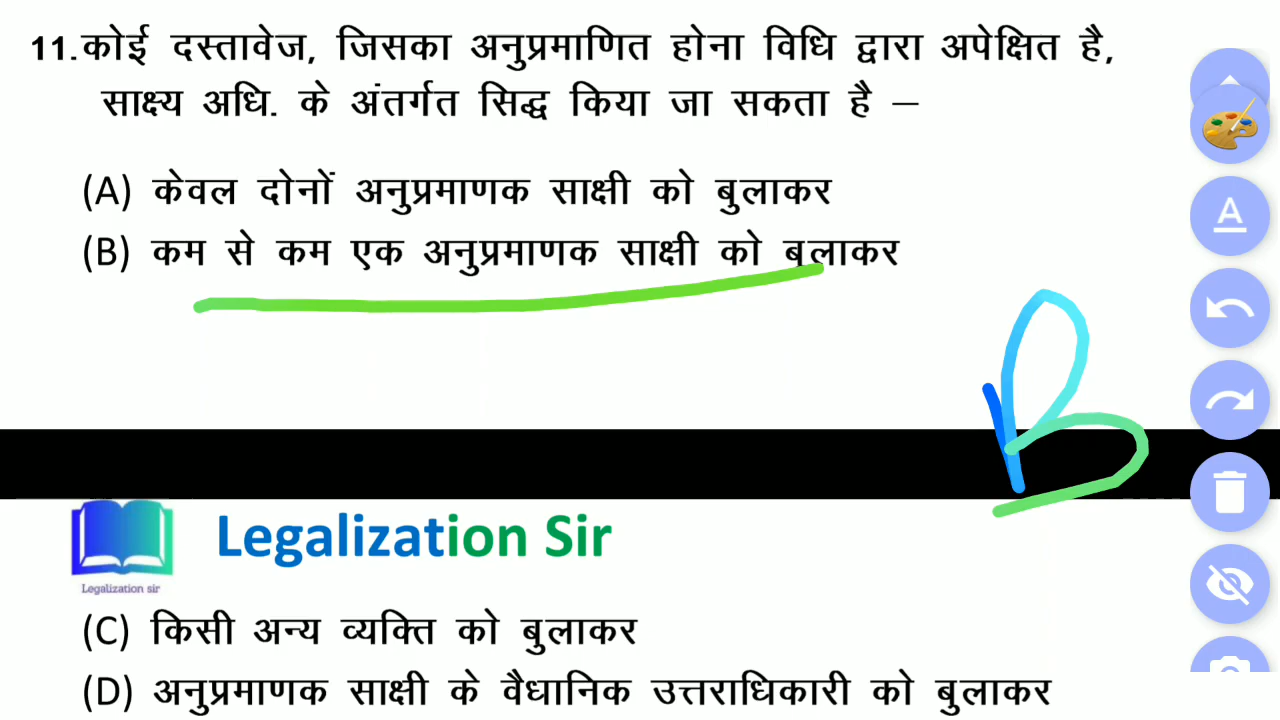 11.कोई दस्तावेज, जिसका अनुप्रमाणित होना विधि द्वारा अपेक्षित है,
साक्ष्य अधि. के अंतर्गत सिद्ध किया जा सकता है –
(A) केवल दोनों अनुप्रमाणक साक्षी को बुलाकर
(B) कम से कम एक अनुप्रमाणक साक्षी को बुलाकर
B
Legalization Sir
Legalization sir
(C) किसी अन्य व्यक्ति को बुलाकर
(D) अनुप्रमाणक साक्षी के वैधानिक उत्तराधिकारी को बुलाकर
A